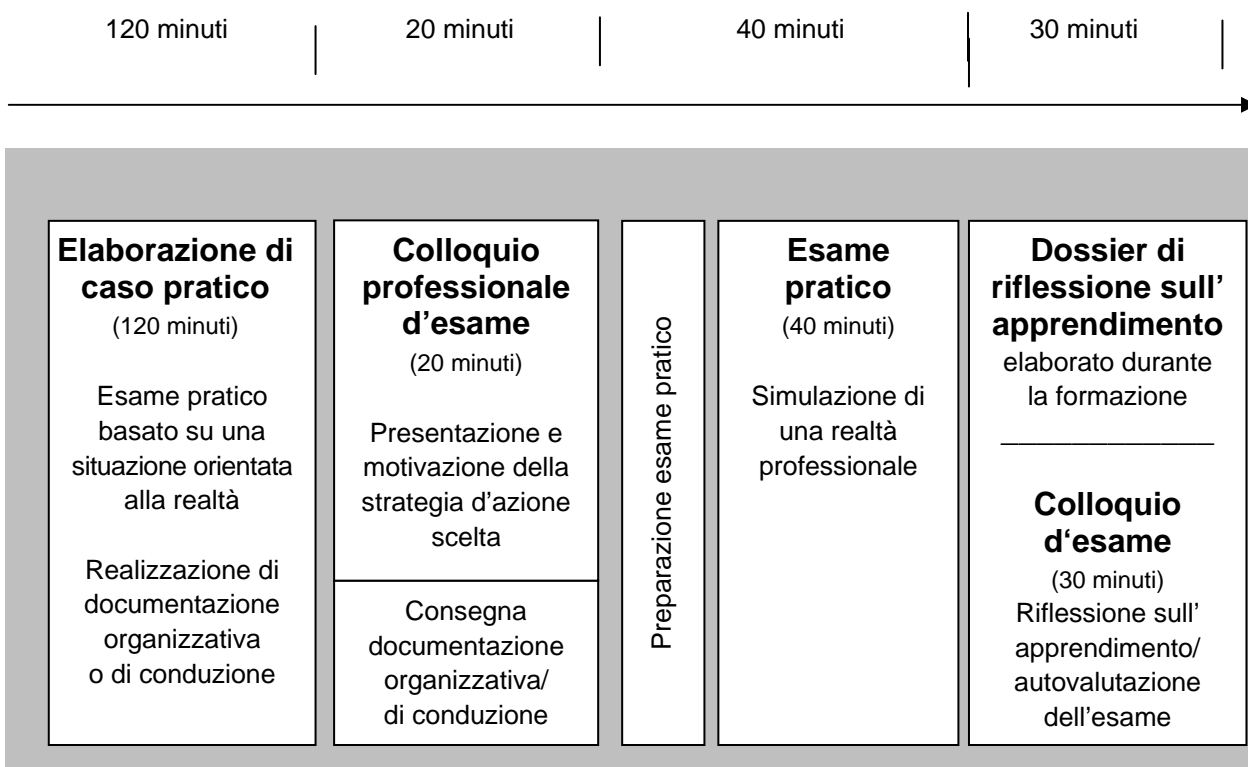 120 minuti
20 minuti
40 minuti
30 minuti
Elaborazione di
caso pratico
(120 minuti)
Esame pratico
basato su una
situazione orientata
alla realtà
Realizzazione di
documentazione
organizzativa
o di conduzione
Colloquio
professionale
d’esame
(20 minuti)
Presentazione e
motivazione della
strategia d’azione
scelta
Consegna
documentazione
organizzativa/
di conduzione
Preparazione esame pratico
Esame
pratico
(40 minuti)
Simulazione di
una realtà
professionale
Dossier di
riflessione sull’
apprendimento
elaborato durante
la formazione
_____________
Colloquio
d‘esame
(30 minuti)
Riflessione sull’
apprendimento/
autovalutazione
dell’esame